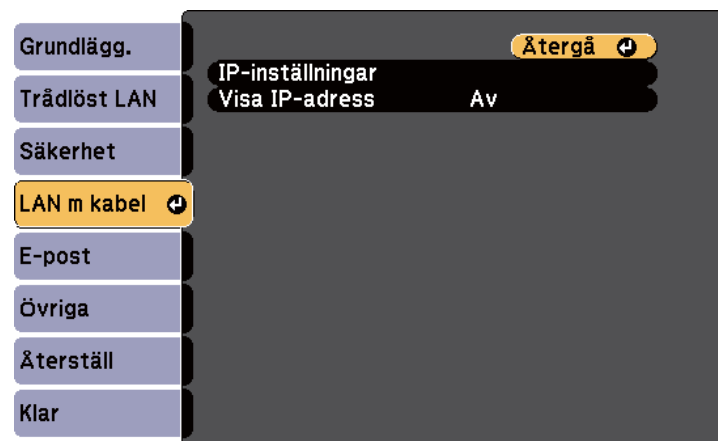 Grundlägg.
Trådlöst LAN
Säkerhet
LAN m kabel
E-post
Övriga
Återställ
Klar
Återgå
IP-inställningar
Visa IP-adress Av